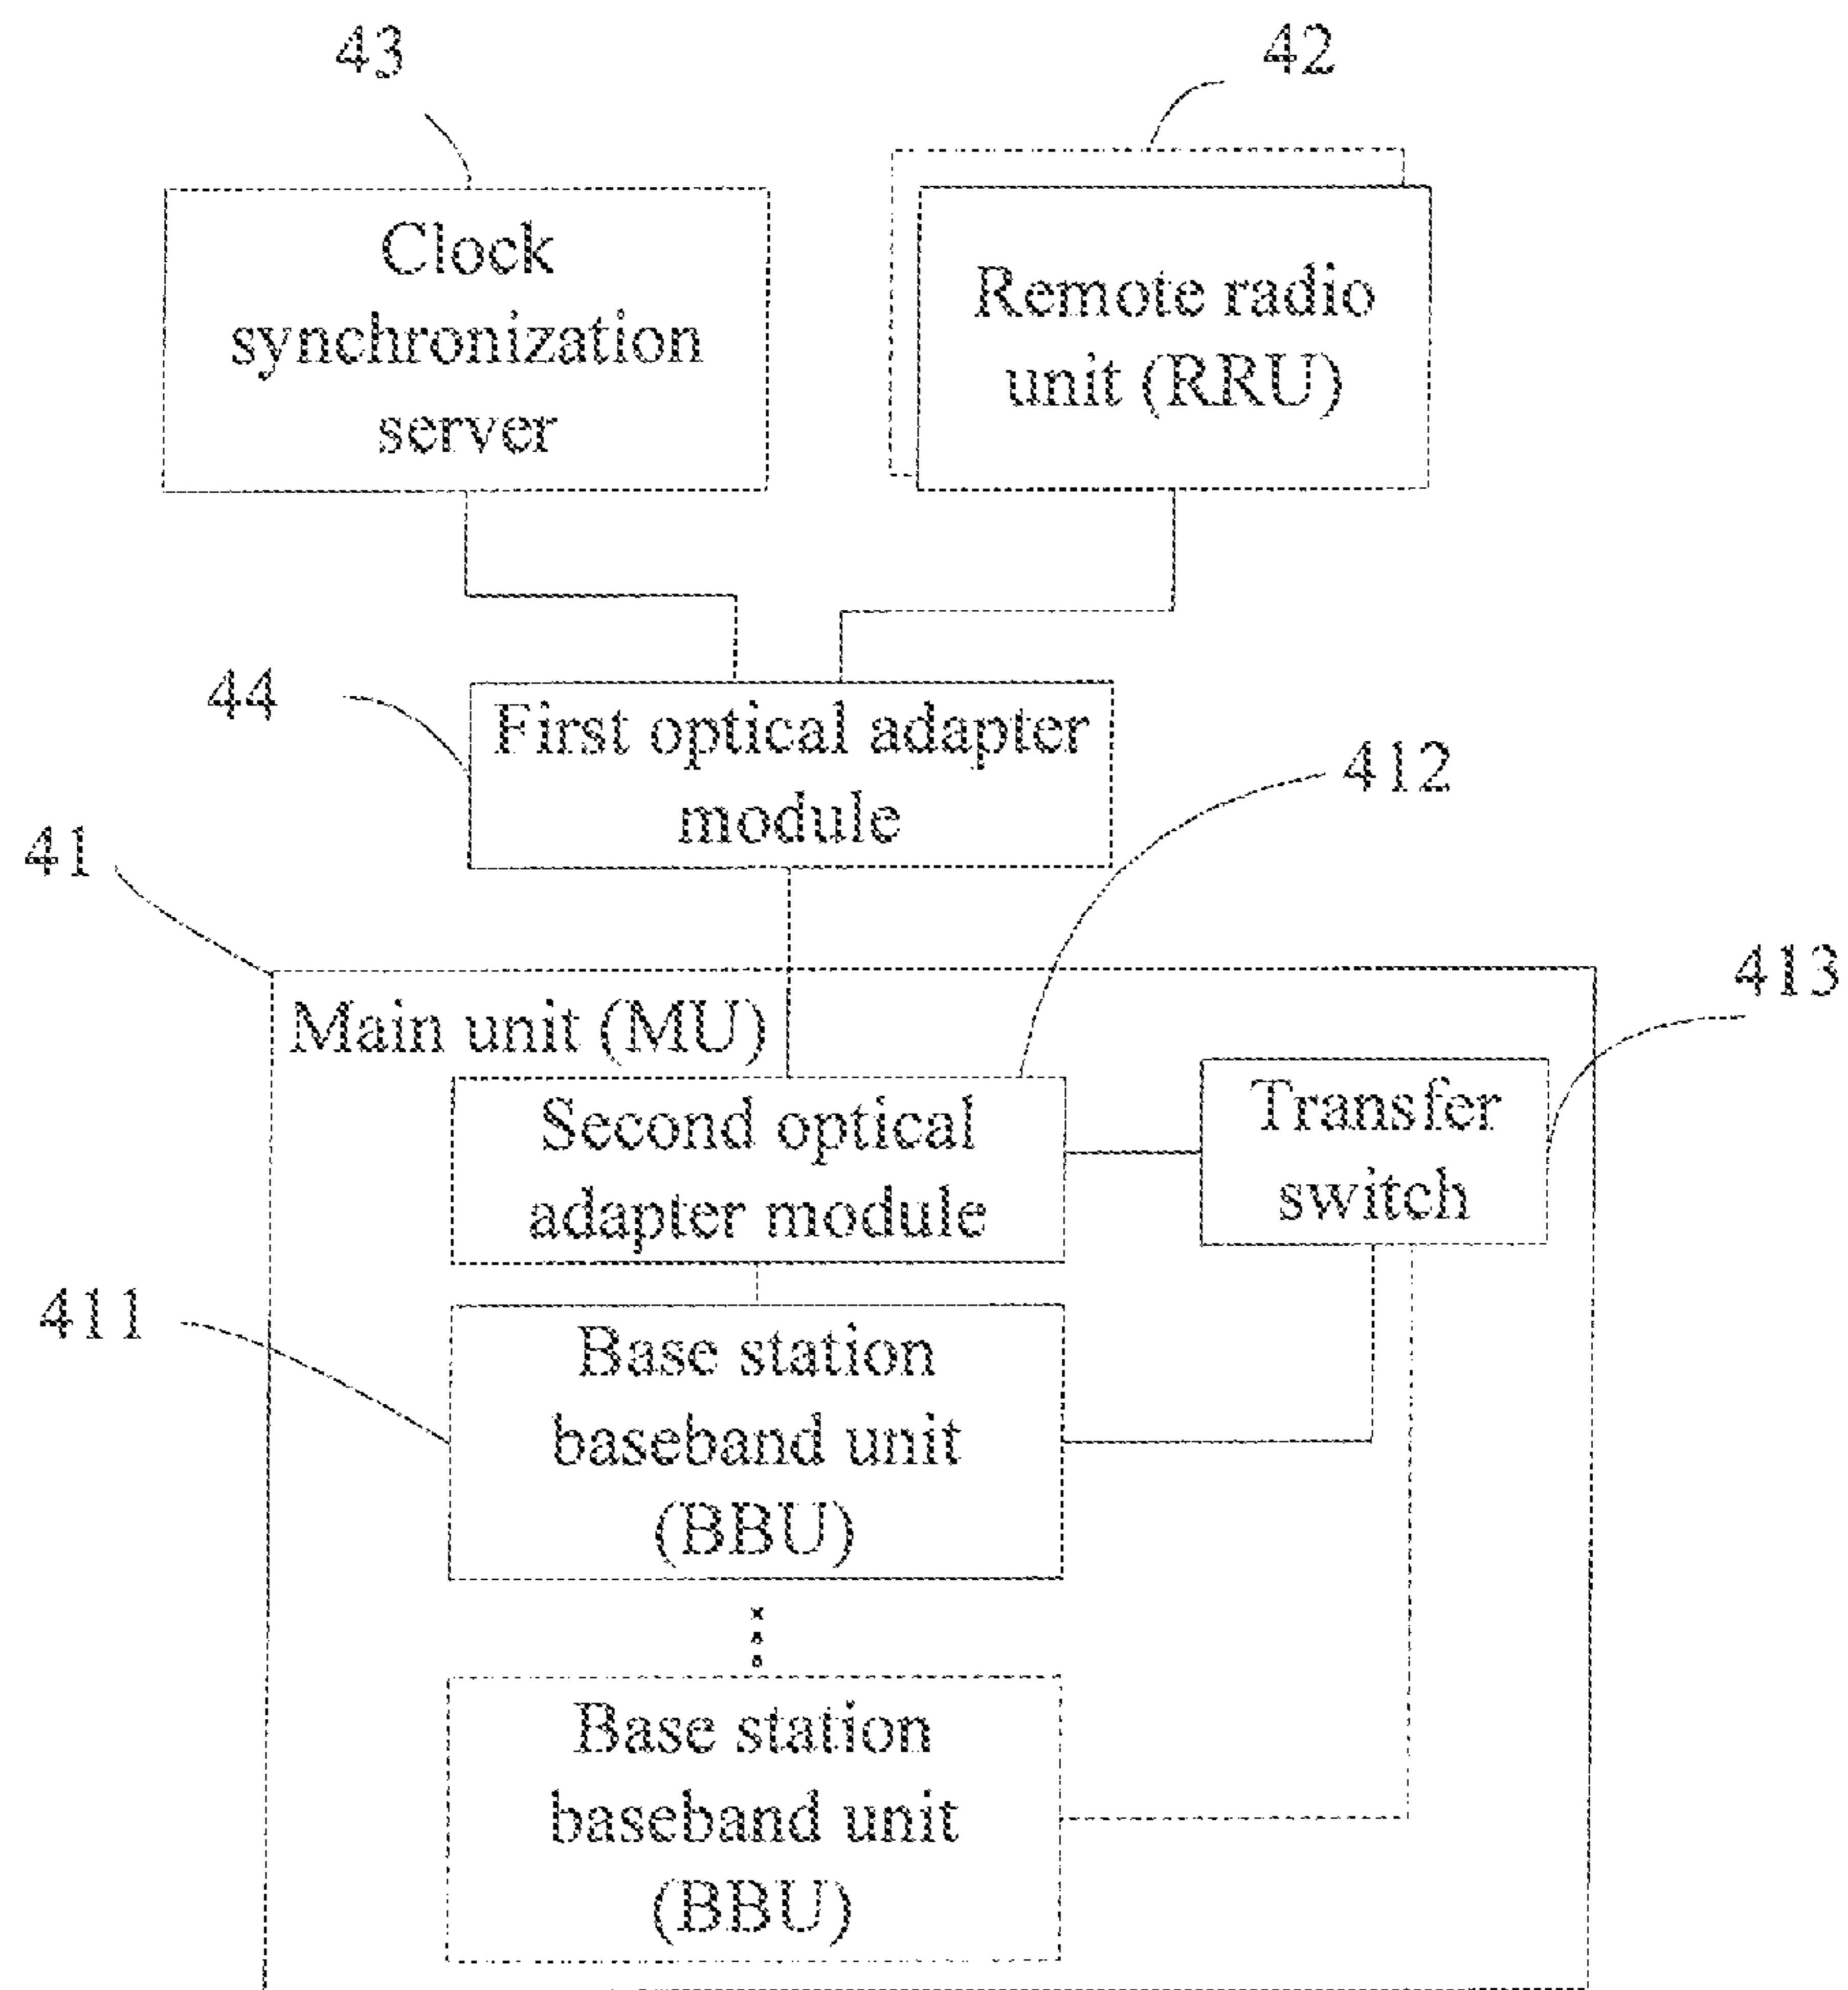 43
42
Clock
synchronization
server
Remote radio
unit (RRU)
44
First optical adapter
module
412
41
413
Main unit (MU)
Second optical
adapter module
Transfer
switch
411
Base station
baseband unit
(BBU)
Base station
baseband unit
(BBU)